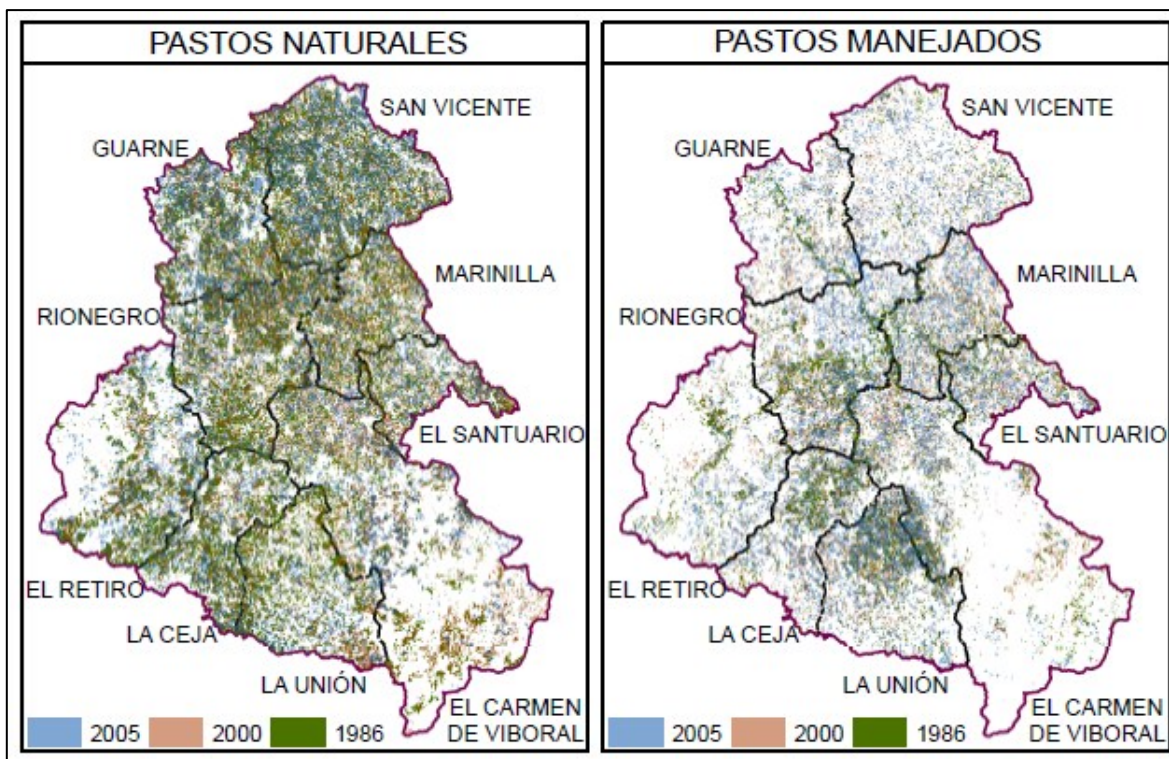 PASTOS NATURALES
SAN VICENTE
GUARNE
MARINILLA
RIONEGRO
EL SANTUARIO
EL RETIRO
LA CEJA
LA UNIÓN
EL CARMEN
DE VIBORAL
2005 2000 1986
PASTOS MANEJADOS
SAN VICENTE
GUARNE
MARINILLA
RIONEGRO
EL SANTUARIO
EL RETIRO
LA CEJA
LA UNIÓN
EL CARMEN
DE VIBORAL
2005 2000 1986